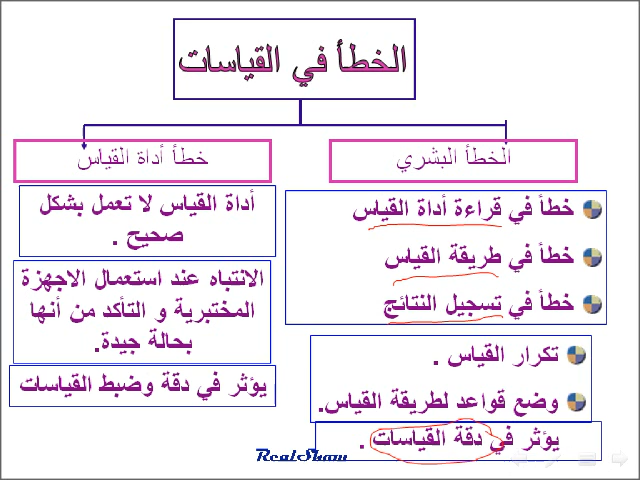 الخطأ في القياسات
الخطأ البشري
خطأ في قراءة أداة القياس
خطأ في طريقة القياس
خطأ في تسجيل النتائج
تكرار القياس .
وضع قواعد لطريقة القياس.
يؤثر في دقة القياسات .
خطأ أداة القياس
أداة القياس لا تعمل بشكل
صحيح .
الانتباه عند استعمال الاجهزة
المختبرية و التأكد من أنها
بحالة جيدة.
يؤثر في دقة وضبط القياسات
RealSham